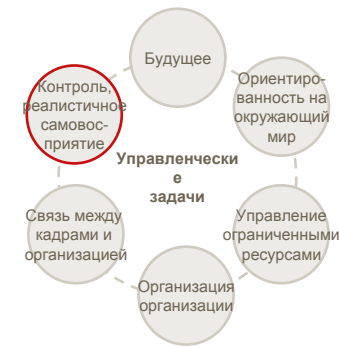 Будущее
Ориентиро-
ванность на
окружающий
мир
Управление
ограниченными
ресурсами
Организация
организации
Связь между
кадрами и
организацией
Контроль,
реалистичное
самовос-
приятие
Управленчески
е
задачи